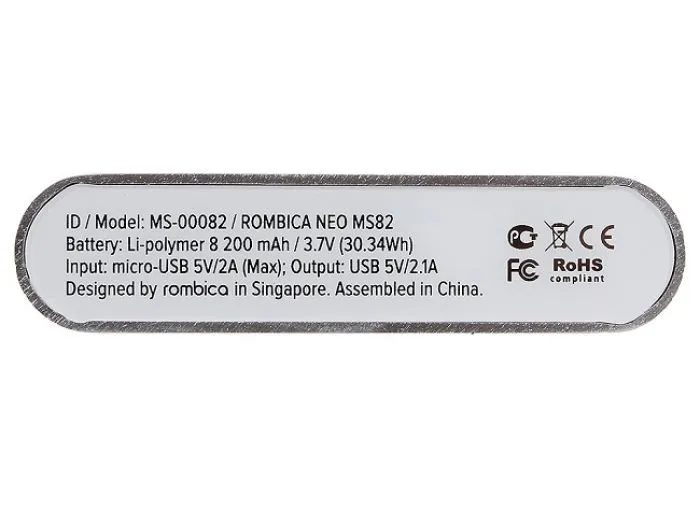 ID / Model: MS-00082 / ROMBICA NEO MS82
Battery: Li-polymer 8 200 mAh / 3.7V (30.34Wh)
Input: micro-USB 5V/2A (Max); Output: USB 5V/2.1A
Designed by rombica in Singapore. Assembled in China.
РСТ CE
FC RoHS
compliant